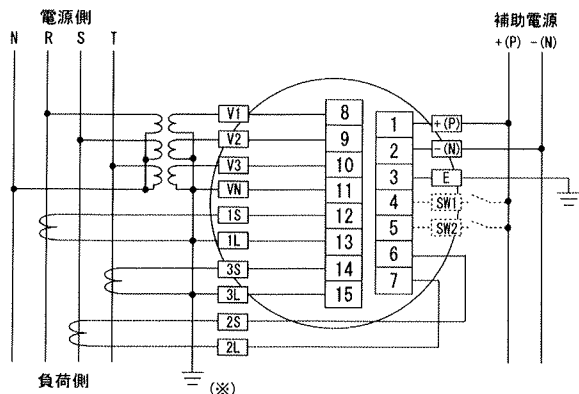 電源側
補助電源
N R S T
+(P) -(N)
V1 8
1 +(P)
V2 9
2 -(N)
V3 10
3 E
VN 11
4 SW1
1S 12
5 SW2
1L 13
6
3S 14
7
3L 15
2S
2L
負荷側
(※)